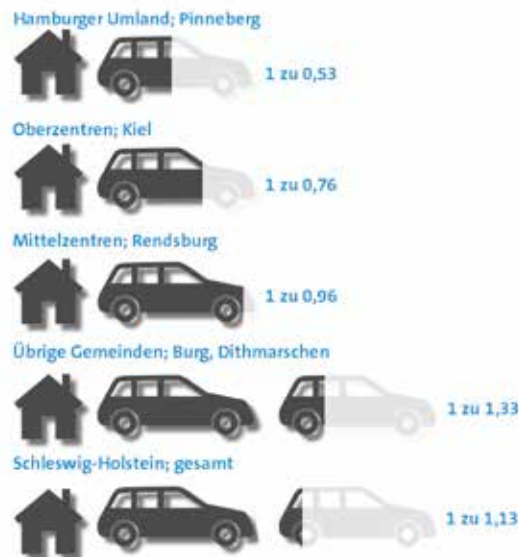 Hamburger Umland; Pinneberg
1 zu 0,53
Oberzentren; Kiel
1 zu 0,76
Mittelzentren; Rendsburg
1 zu 0,96
Übrige Gemeinden; Burg, Dithmarschen
1 zu 1,33
Schleswig-Holstein; gesamt
1 zu 1,13